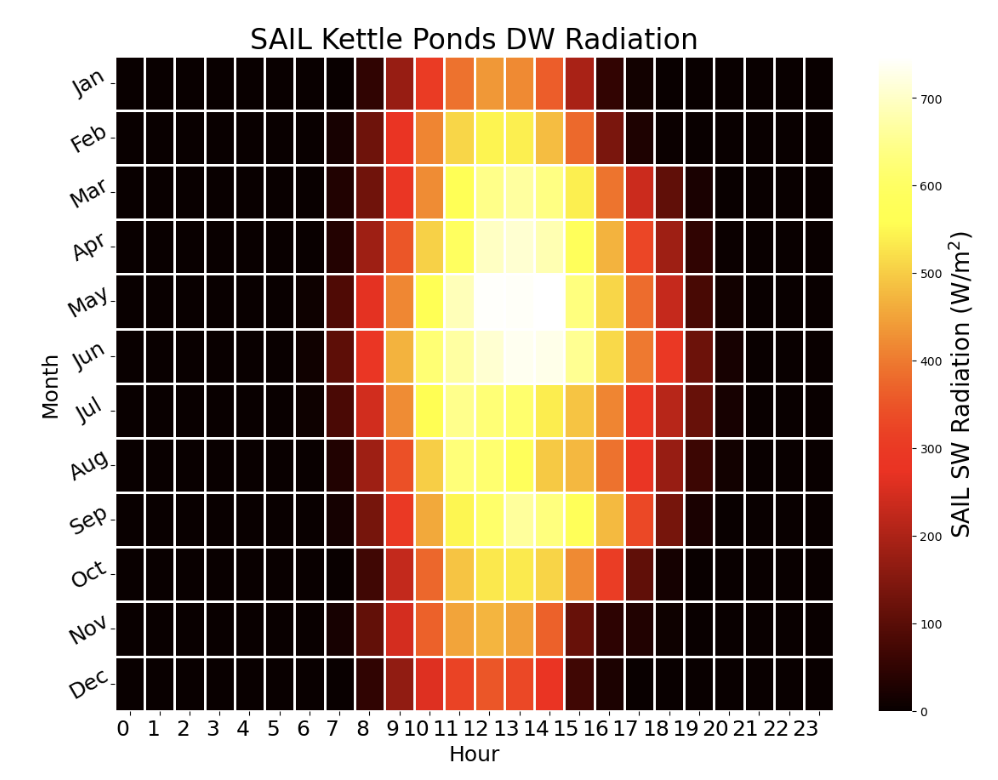 SAIL Kettle Ponds DW Radiation
Jan
Feb
Mar
Apr
May
Jun
Jul
Aug
Sep
Oct
Nov
Dec
Month
0 1 2 3 4 5 6 7 8 9 10 11 12 13 14 15 16 17 18 19 20 21 22 23
Hour
700
600
500
400
300
200
100
0
SAIL SW Radiation (W/m²)